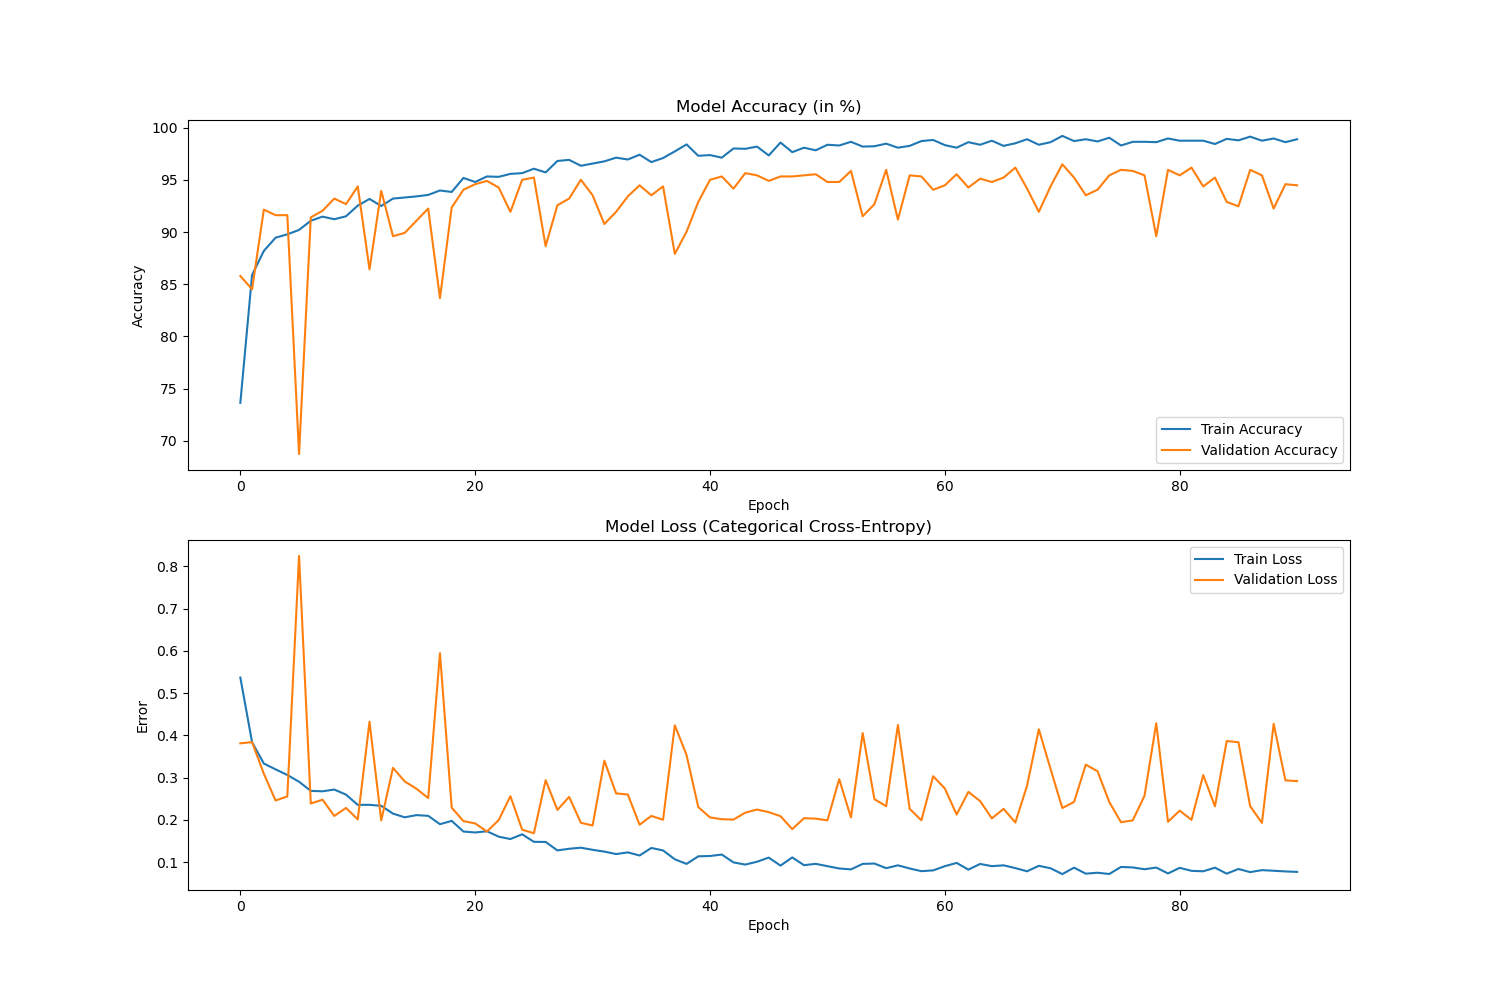 Model Accuracy (in %)
100
95
90
85
80
75
70
Accuracy
Train Accuracy
Validation Accuracy
0 20 40 60 80
Epoch
Model Loss (Categorical Cross-Entropy)
0.8
0.7
0.6
0.5
0.4
0.3
0.2
0.1
Error
Train Loss
Validation Loss
0 20 40 60 80
Epoch